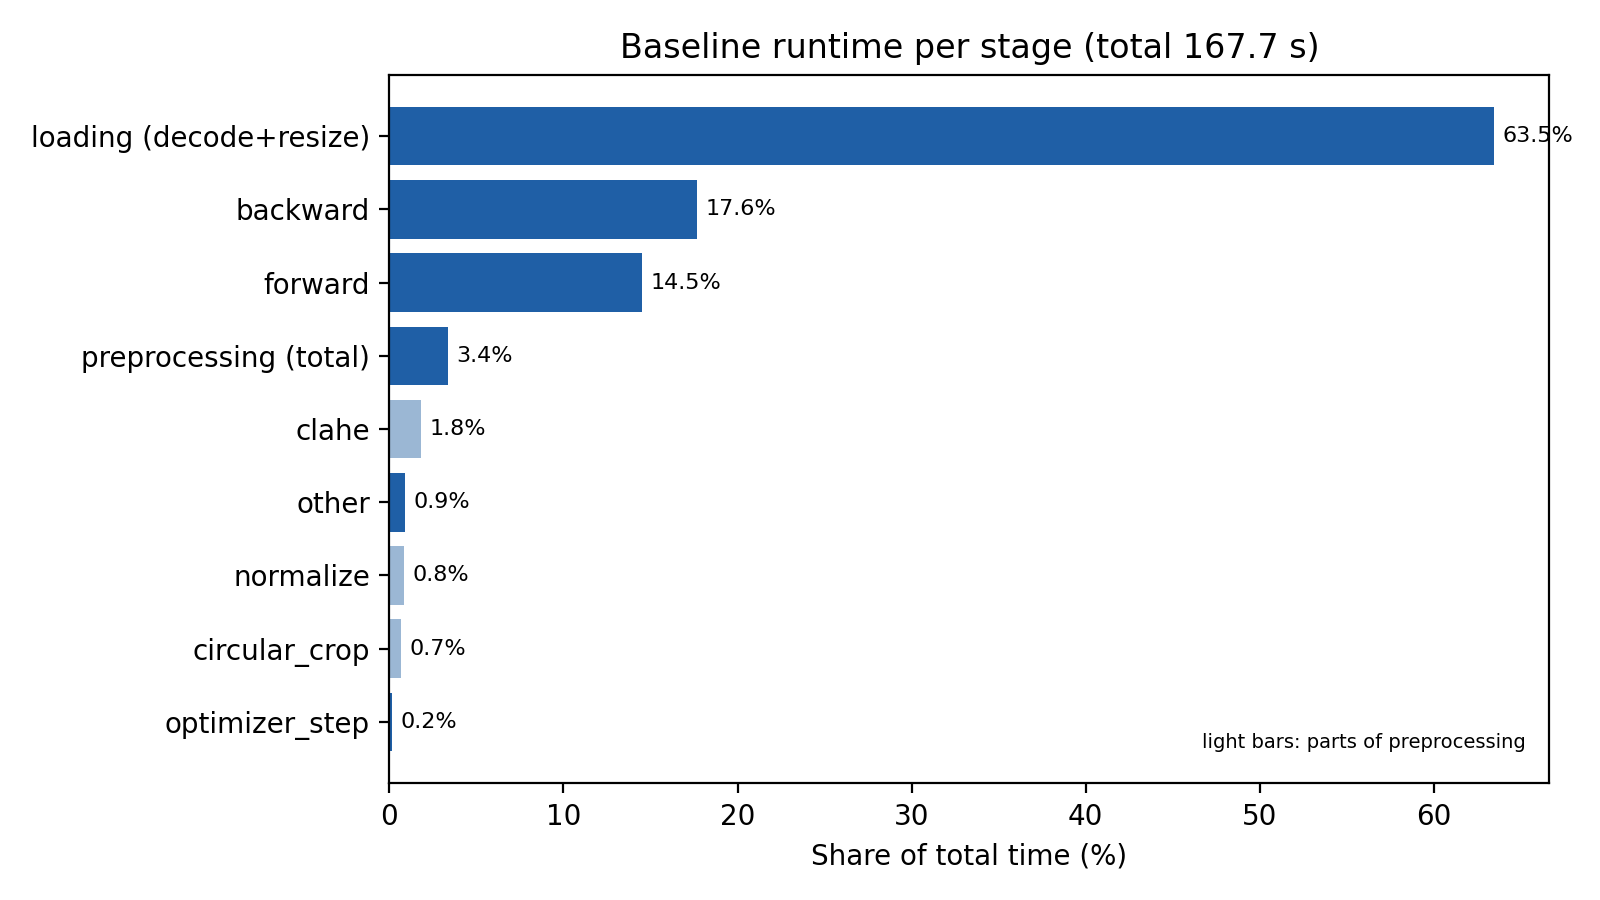 Baseline runtime per stage (total 167.7 s)
loading (decode+resize) 63.5%
backward 17.6%
forward 14.5%
preprocessing (total) 3.4%
clahe 1.8%
other 0.9%
normalize 0.8%
circular_crop 0.7%
optimizer_step 0.2%
light bars: parts of preprocessing
0 10 20 30 40 50 60
Share of total time (%)